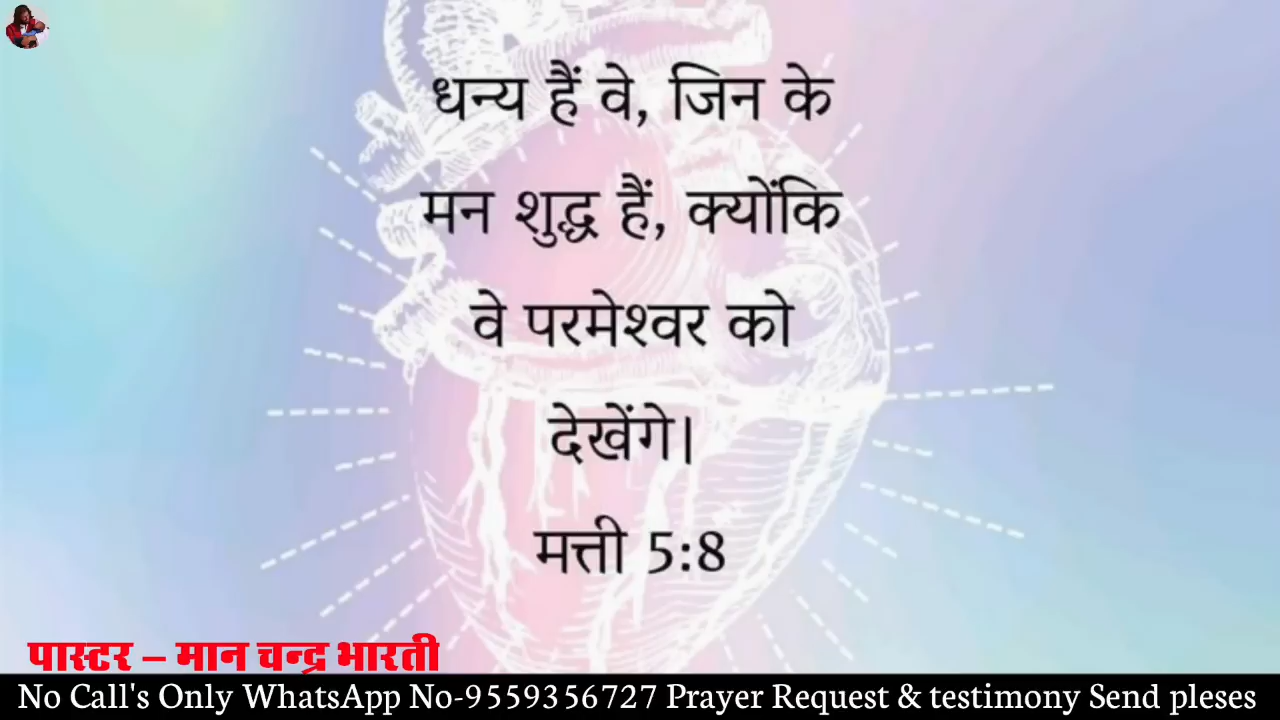 धन्य हैं वे, जिन के
मन शुद्ध हैं, क्योंकि
वे परमेश्वर को
देखेंगे।
मत्ती 5:8
पास्टर – मान चन्द्र भारती
No Call's Only WhatsApp No-9559356727 Prayer Request & testimony Send pleses